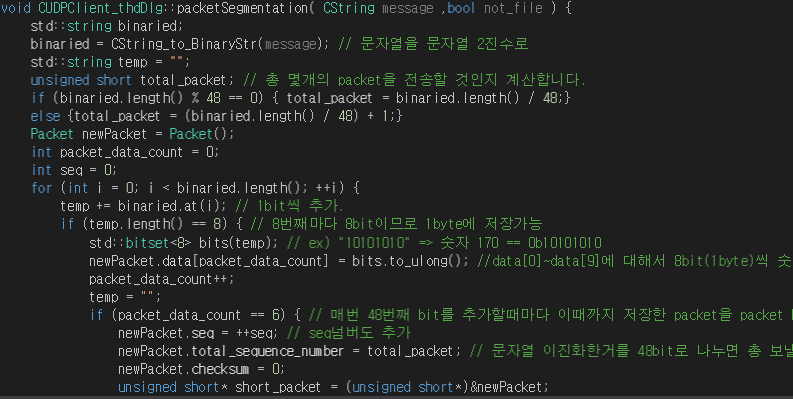 void CUDPClient_thdDlg::packetSegmentation( CString message ,bool not_file ) {
std::string binaried;
binaried = CString_to_BinaryStr(message); // 문자열을 문자열 2진수로
std::string temp = "";
unsigned short total_packet; // 총 몇개의 packet을 전송할 것인지 계산합니다.
if (binaried.length() % 48 == 0) { total_packet = binaried.length() / 48;}
else {total_packet = (binaried.length() / 48) + 1;}
Packet newPacket = Packet();
int packet_data_count = 0;
int seq = 0;
for (int i = 0; i < binaried.length(); ++i) {
temp += binaried.at(i); // 1bit씩 추가.
if (temp.length() == 8) { // 8번째마다 8bit이므로 1byte에 저장가능
std::bitset<8> bits(temp); // ex) "10101010" => 숫자 170 == 0b10101010
newPacket.data[packet_data_count] = bits.to_ulong(); //data[0]~data[9]에 대해서 8bit(1byte)씩 숫
packet_data_count++;
temp = "";
if (packet_data_count == 6) { // 매번 48번째 bit를 추가할때마다 이때까지 저장한 packet을 packet
newPacket.seq = ++seq; // seq넘버도 추가
newPacket.total_sequence_number = total_packet; // 문자열 이진화한거를 48bit로 나누면 총 보낼
newPacket.checksum = 0;
unsigned short* short_packet = (unsigned short*)&newPacket;